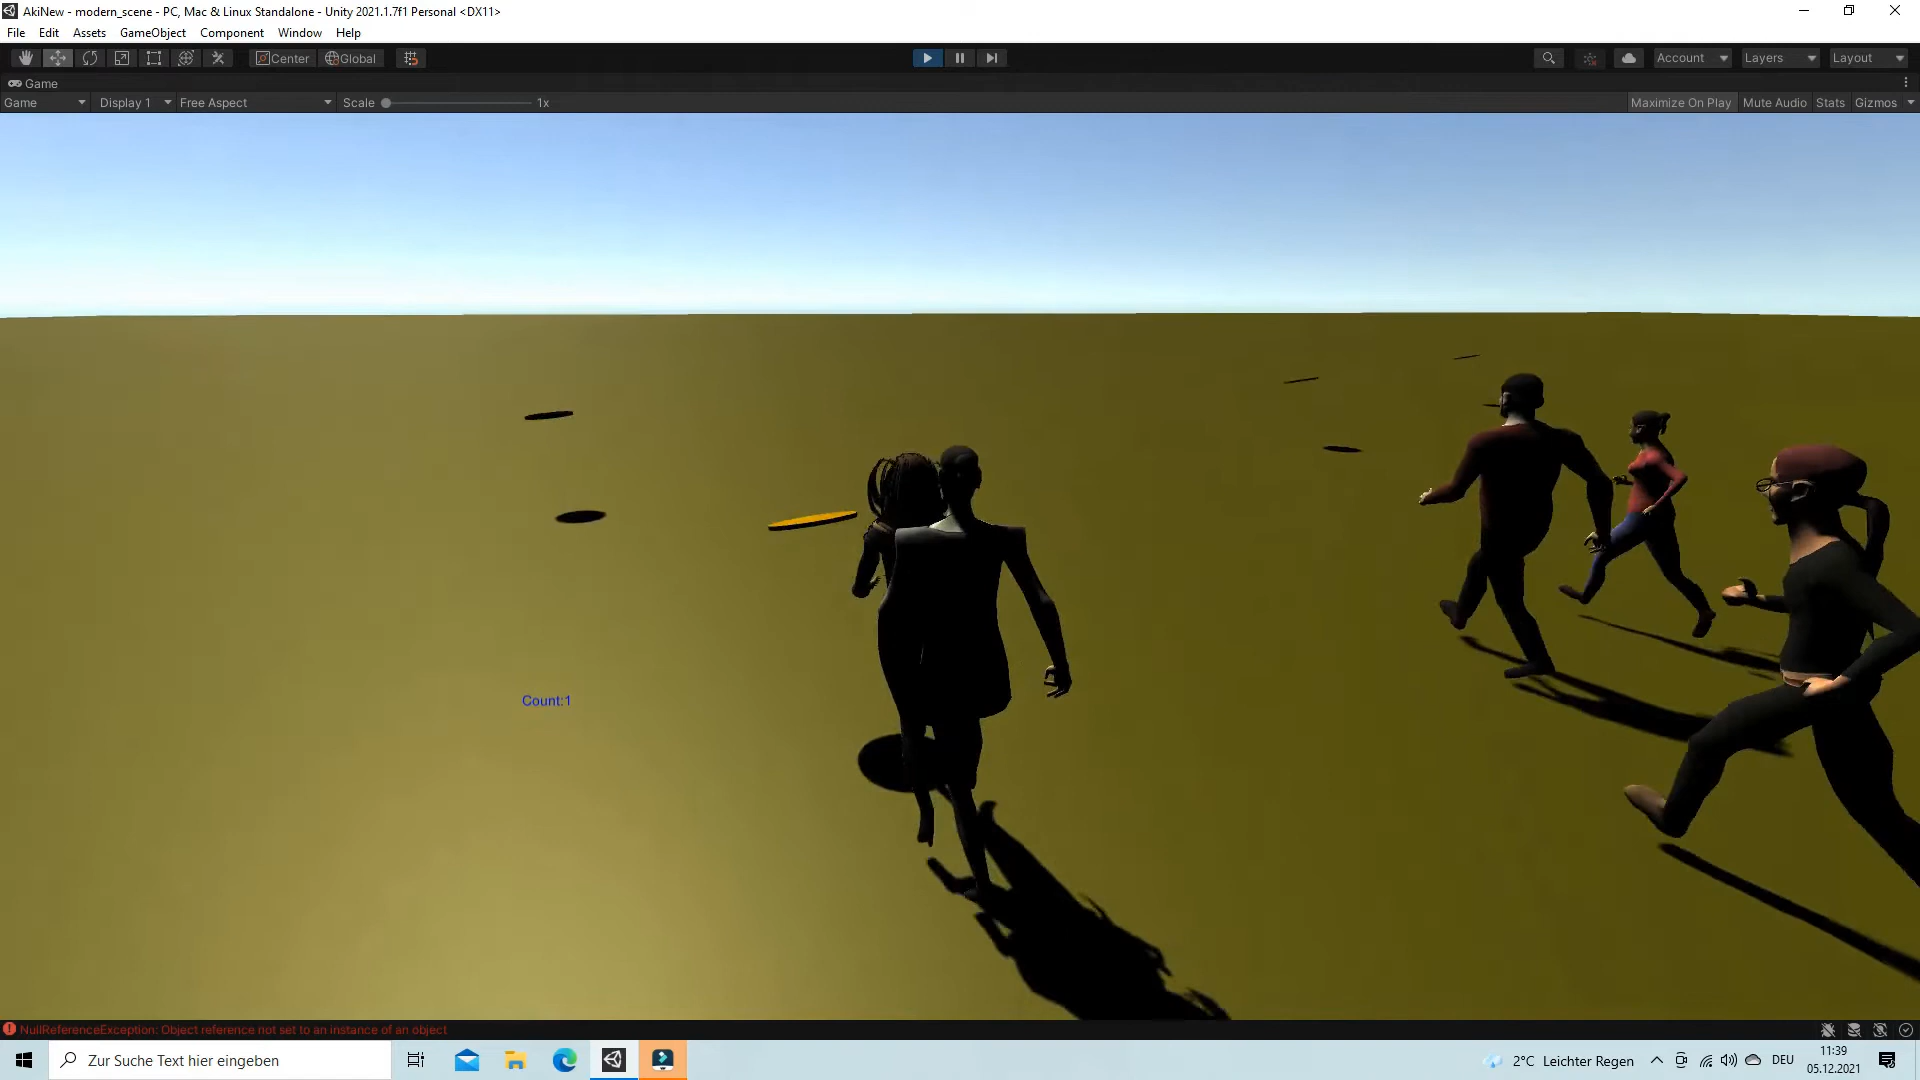 AkiNew - modern_scene - PC, Mac & Linux Standalone - Unity 2021.1.7f1 Personal <DX11>
File Edit Assets GameObject Component Window Help
Center Global Account Layers Layout
Game
Game Display 1 Free Aspect Scale 1x Maximize On Play Mute Audio Stats Gizmos
Count:1
NullReferenceException: Object reference not set to an instance of an object
Zur Suche Text hier eingeben
2°C Leichter Regen
DEU
11:39
05.12.2021